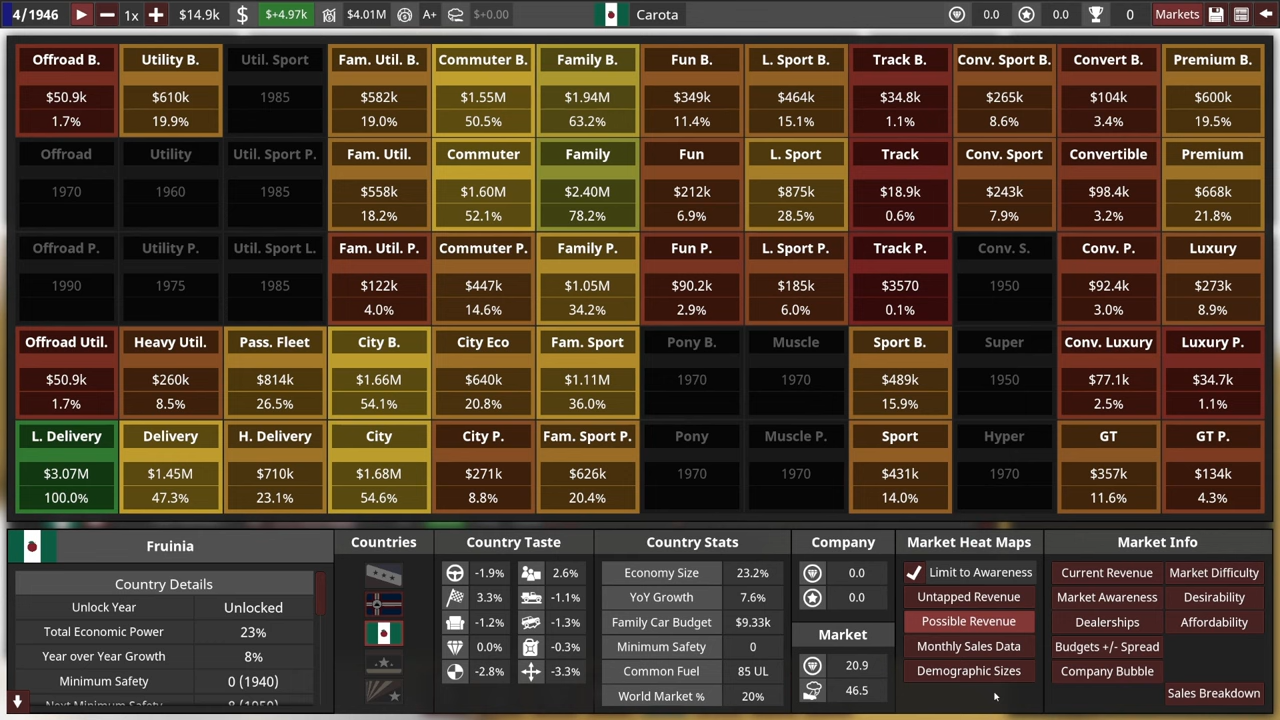 4/1946 1x $14.9k $+4.97k $4.01M A+ $+0.00 Carota 0.0 0.0 0 Markets
Offroad B. Utility B. Util. Sport Fam. Util. B. Commuter B. Family B. Fun B. L. Sport B. Track B. Conv. Sport B. Convert B. Premium B.
$50.9k $610k 1985 $582k $1.55M $1.94M $349k $464k $34.8k $265k $104k $600k
1.7% 19.9% 19.0% 50.5% 63.2% 11.4% 15.1% 1.1% 8.6% 3.4% 19.5%
Offroad Utility Util. Sport P. Fam. Util. Commuter Family Fun L. Sport Track Conv. Sport Convertible Premium
1970 1960 1985 $558k $1.60M $2.40M $212k $875k $18.9k $243k $98.4k $668k
18.2% 52.1% 78.2% 6.9% 28.5% 0.6% 7.9% 3.2% 21.8%
Offroad P. Utility P. Util. Sport L. Fam. Util. P. Commuter P. Family P. Fun P. L. Sport P. Track P. Conv. S. Conv. P. Luxury
1990 1975 1985 $122k $447k $1.05M $90.2k $185k $3570 1950 $92.4k $273k
4.0% 14.6% 34.2% 2.9% 6.0% 0.1% 3.0% 8.9%
Offroad Util. Heavy Util. Pass. Fleet City B. City Eco Fam. Sport Pony B. Muscle Sport B. Super Conv. Luxury Luxury P.
$50.9k $260k $814k $1.66M $640k $1.11M 1970 1970 $489k 1950 $77.1k $34.7k
1.7% 8.5% 26.5% 54.1% 20.8% 36.0% 15.9% 2.5% 1.1%
L. Delivery Delivery H. Delivery City City P. Fam. Sport P. Pony Muscle P. Sport Hyper GT GT P.
$3.07M $1.45M $710k $1.68M $271k $626k 1970 1970 $431k 1970 $357k $134k
100.0% 47.3% 23.1% 54.6% 8.8% 20.4% 14.0% 11.6% 4.3%
Fruinia
Country Details
Unlock Year Unlocked
Total Economic Power 23%
Year over Year Growth 8%
Minimum Safety 0 (1940)
Next Minimum Safety 8 (1950)
Countries
Country Taste
-1.9% 2.6%
3.3% -1.1%
-1.2% -1.3%
0.0% -0.3%
-2.8% -3.3%
Country Stats
Economy Size 23.2%
YoY Growth 7.6%
Family Car Budget $9.33k
Minimum Safety 0
Common Fuel 85 UL
World Market % 20%
Company
0.0
0.0
Market
20.9
46.5
Market Heat Maps
Limit to Awareness
Untapped Revenue
Possible Revenue
Monthly Sales Data
Demographic Sizes
Market Info
Current Revenue Market Difficulty
Market Awareness Desirability
Dealerships Affordability
Budgets +/- Spread
Company Bubble
Sales Breakdown